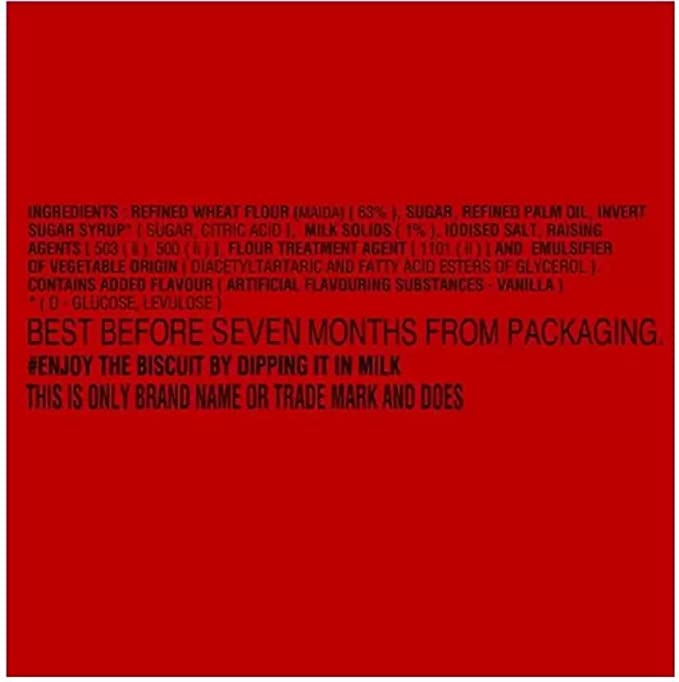 INGREDIENTS : REFINED WHEAT FLOUR (MAIDA) ( 63% ), SUGAR, REFINED PALM OIL, INVERT
SUGAR SYRUP* ( SUGAR, CITRIC ACID ), MILK SOLIDS ( 1% ), IODISED SALT, RAISING
AGENTS [ 503 ( ii ), 500 ( ii ) ], FLOUR TREATMENT AGENT [ 1101 ( ii ) ] AND EMULSIFIER
OF VEGETABLE ORIGIN ( DIACETYLTARTARIC AND FATTY ACID ESTERS OF GLYCEROL ).
CONTAINS ADDED FLAVOUR ( ARTIFICIAL FLAVOURING SUBSTANCES - VANILLA )
* ( D - GLUCOSE, LEVULOSE )
BEST BEFORE SEVEN MONTHS FROM PACKAGING.
#ENJOY THE BISCUIT BY DIPPING IT IN MILK
THIS IS ONLY BRAND NAME OR TRADE MARK AND DOES